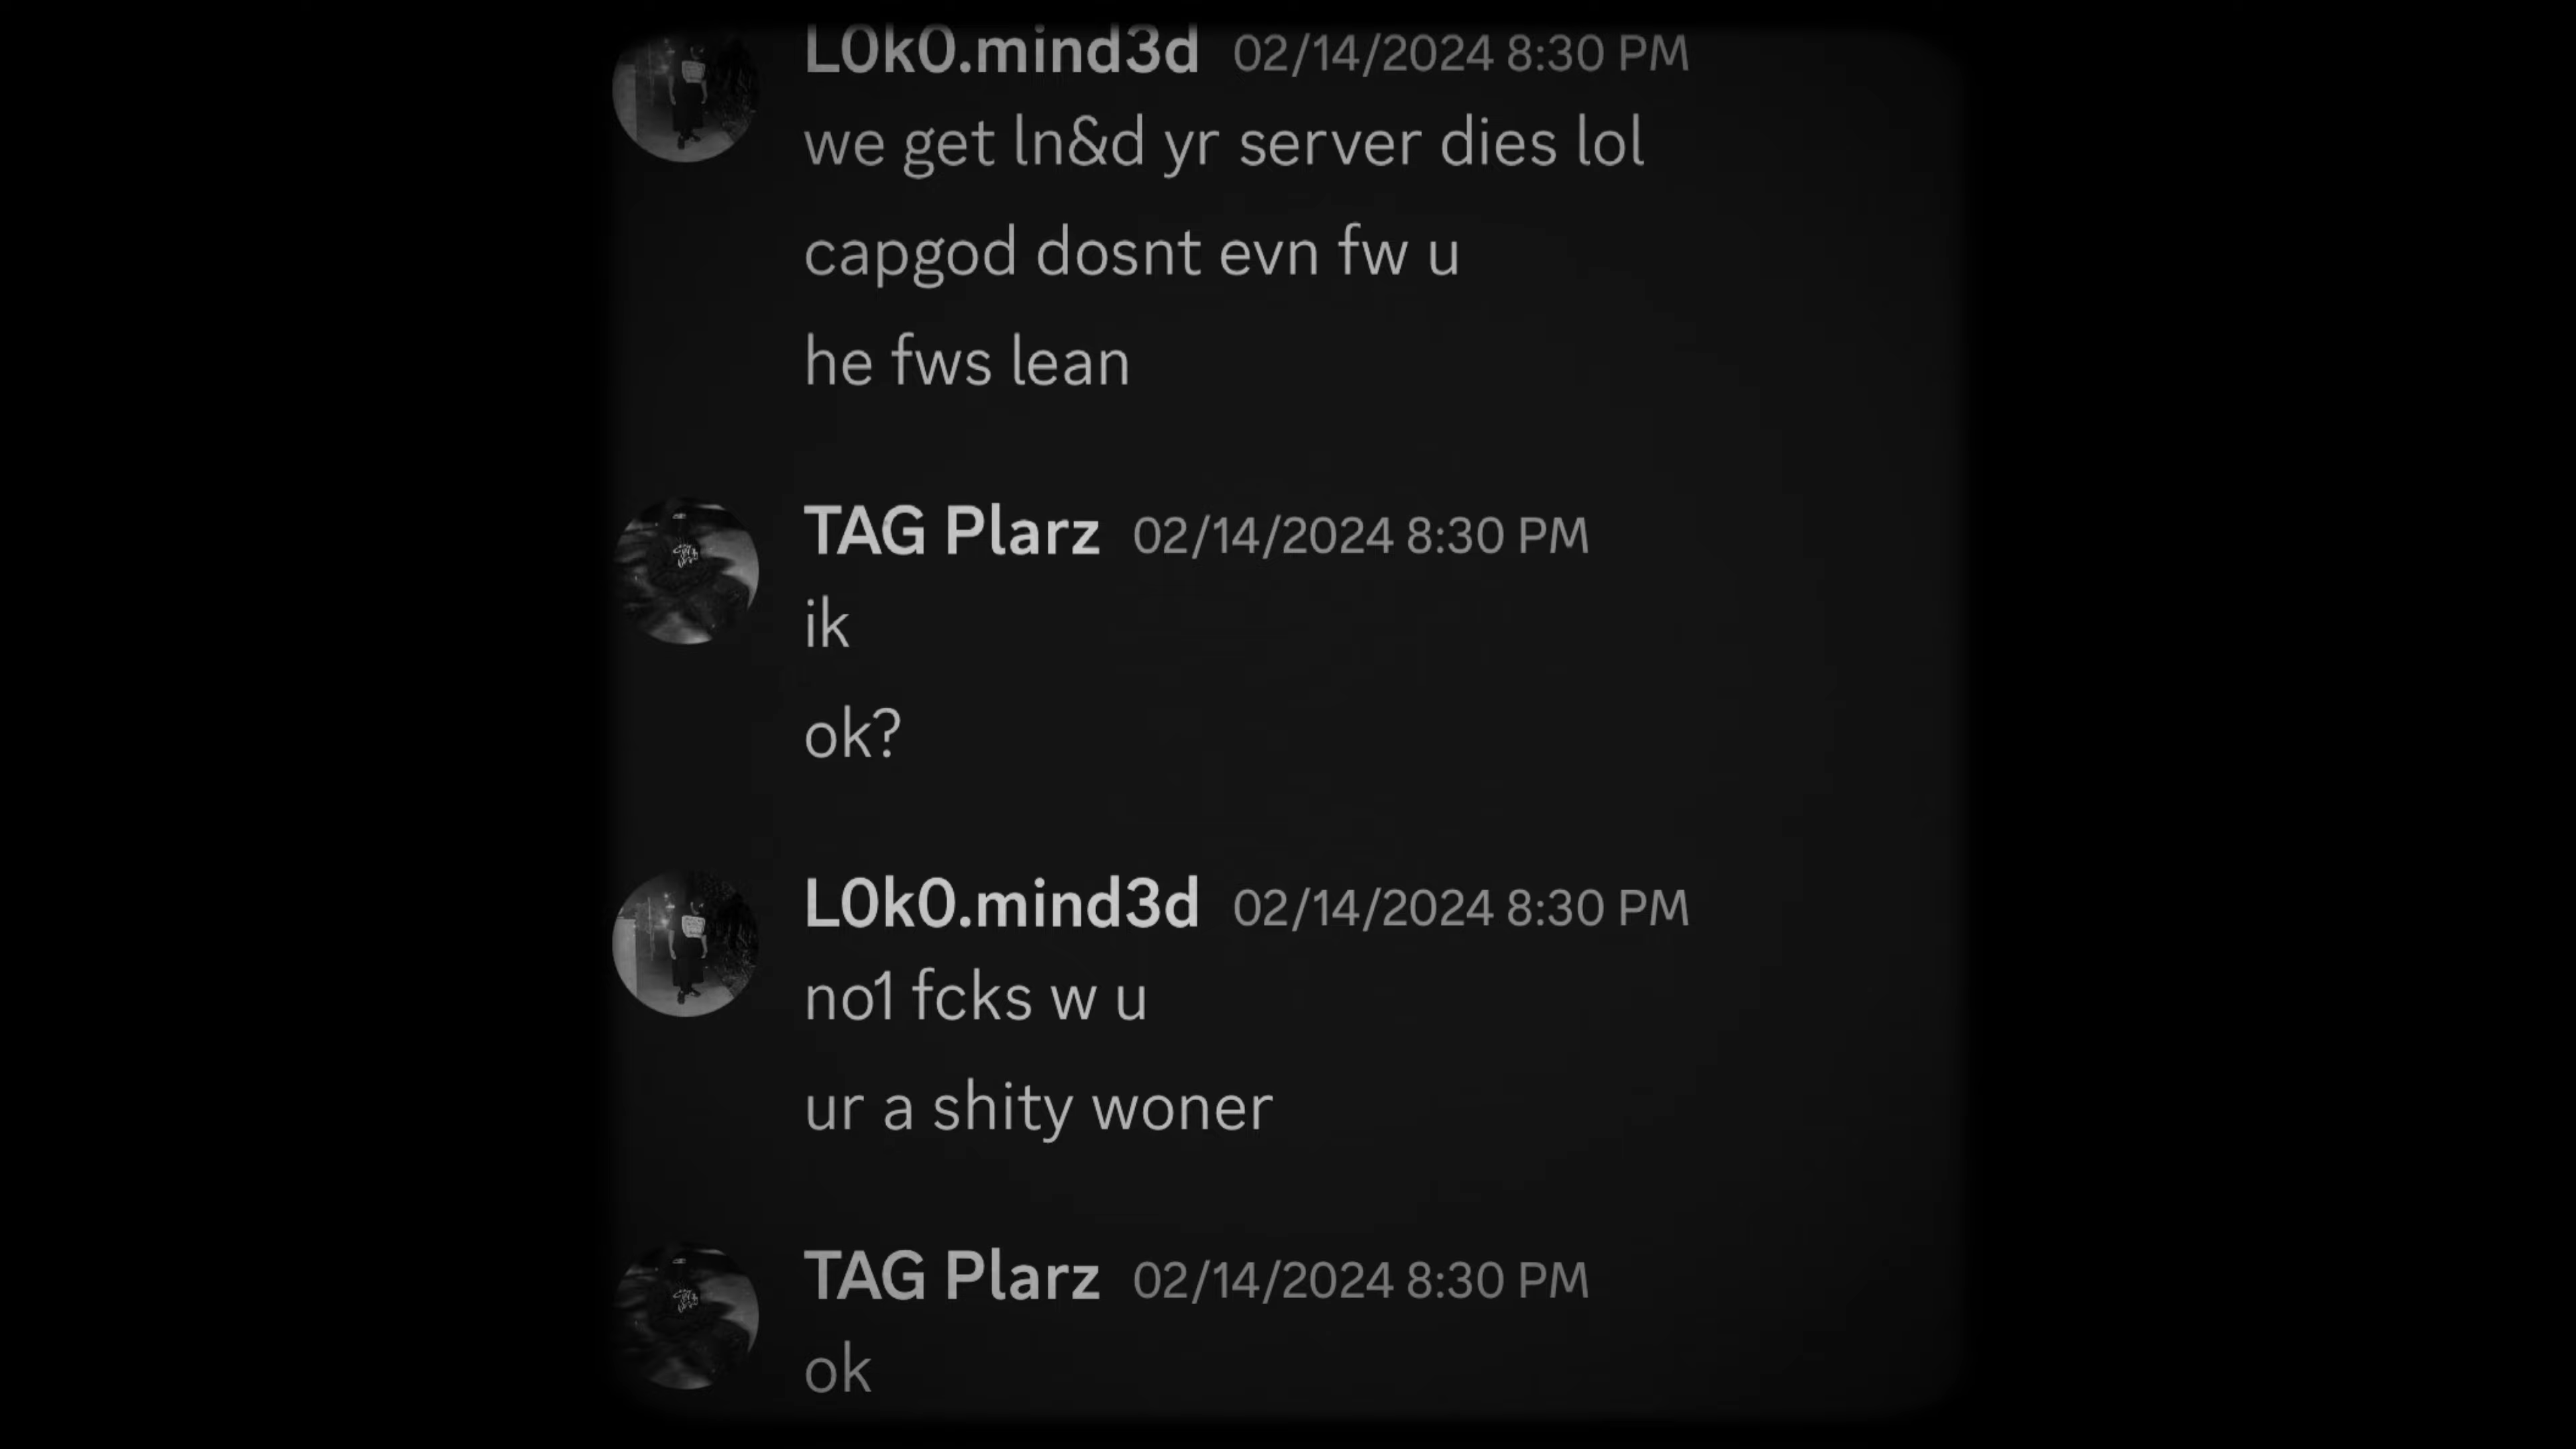 L0k0.mind3d 02/14/2024 8:30 PM
we get ln&d yr server dies lol
capgod dosnt evn fw u
he fws lean
TAG Plarz 02/14/2024 8:30 PM
ik
ok?
L0k0.mind3d 02/14/2024 8:30 PM
no1 fcks w u
ur a shity woner
TAG Plarz 02/14/2024 8:30 PM
ok